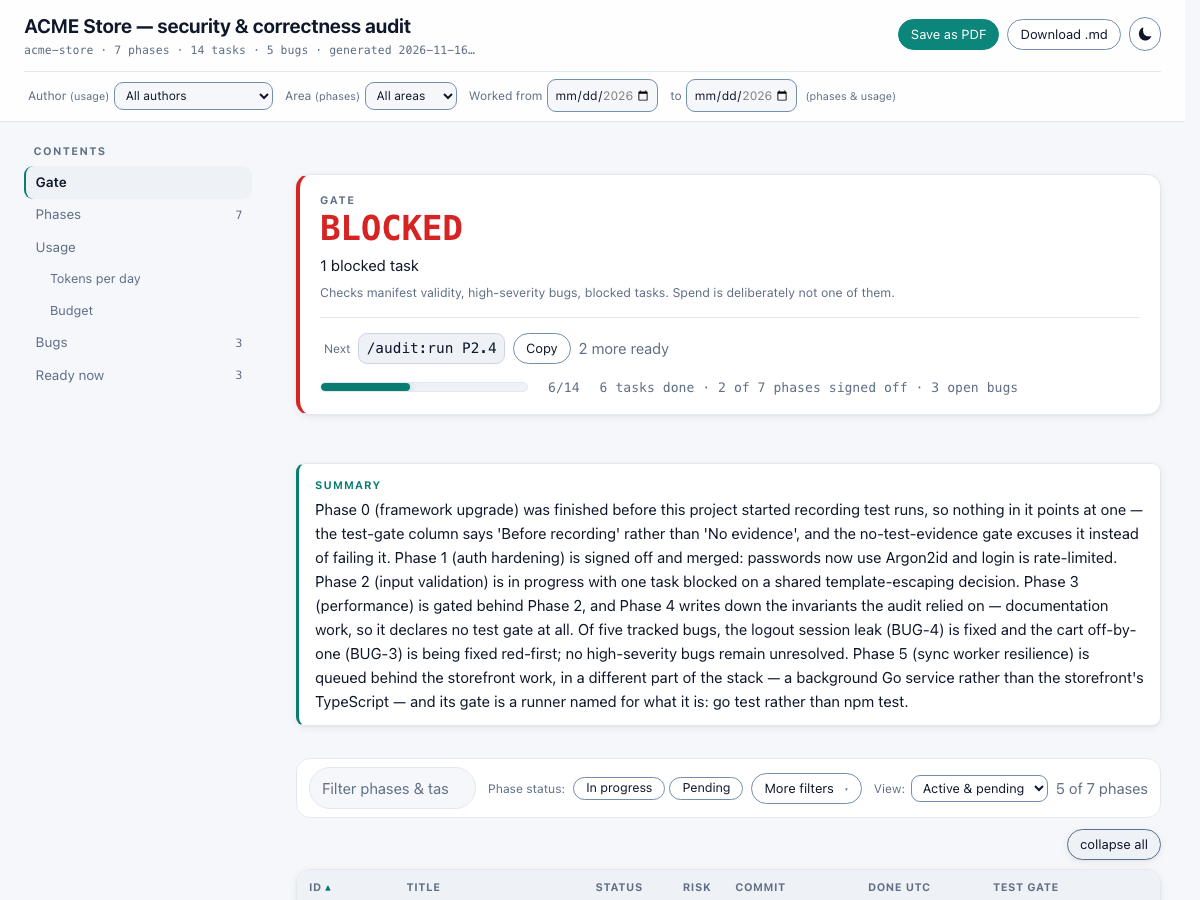 ACME Store — security & correctness audit
acme-store · 7 phases · 14 tasks · 5 bugs · generated 2026-11-16…
Save as PDF
Download .md
Author (usage) All authors Area (phases) All areas Worked from mm/dd/2026 to mm/dd/2026 (phases & usage)
CONTENTS
Gate
Phases 7
Usage
Tokens per day
Budget
Bugs 3
Ready now 3
GATE
BLOCKED
1 blocked task
Checks manifest validity, high-severity bugs, blocked tasks. Spend is deliberately not one of them.
Next /audit:run P2.4 Copy 2 more ready
6/14 6 tasks done · 2 of 7 phases signed off · 3 open bugs
SUMMARY
Phase 0 (framework upgrade) was finished before this project started recording test runs, so nothing in it points at one —
the test-gate column says 'Before recording' rather than 'No evidence', and the no-test-evidence gate excuses it instead
of failing it. Phase 1 (auth hardening) is signed off and merged: passwords now use Argon2id and login is rate-limited.
Phase 2 (input validation) is in progress with one task blocked on a shared template-escaping decision. Phase 3
(performance) is gated behind Phase 2, and Phase 4 writes down the invariants the audit relied on — documentation
work, so it declares no test gate at all. Of five tracked bugs, the logout session leak (BUG-4) is fixed and the cart off-by-
one (BUG-3) is being fixed red-first; no high-severity bugs remain unresolved. Phase 5 (sync worker resilience) is
queued behind the storefront work, in a different part of the stack — a background Go service rather than the storefront's
TypeScript — and its gate is a runner named for what it is: go test rather than npm test.
Filter phases & tas Phase status: In progress Pending More filters · View: Active & pending 5 of 7 phases
collapse all
ID ▲ TITLE STATUS RISK COMMIT DONE UTC TEST GATE